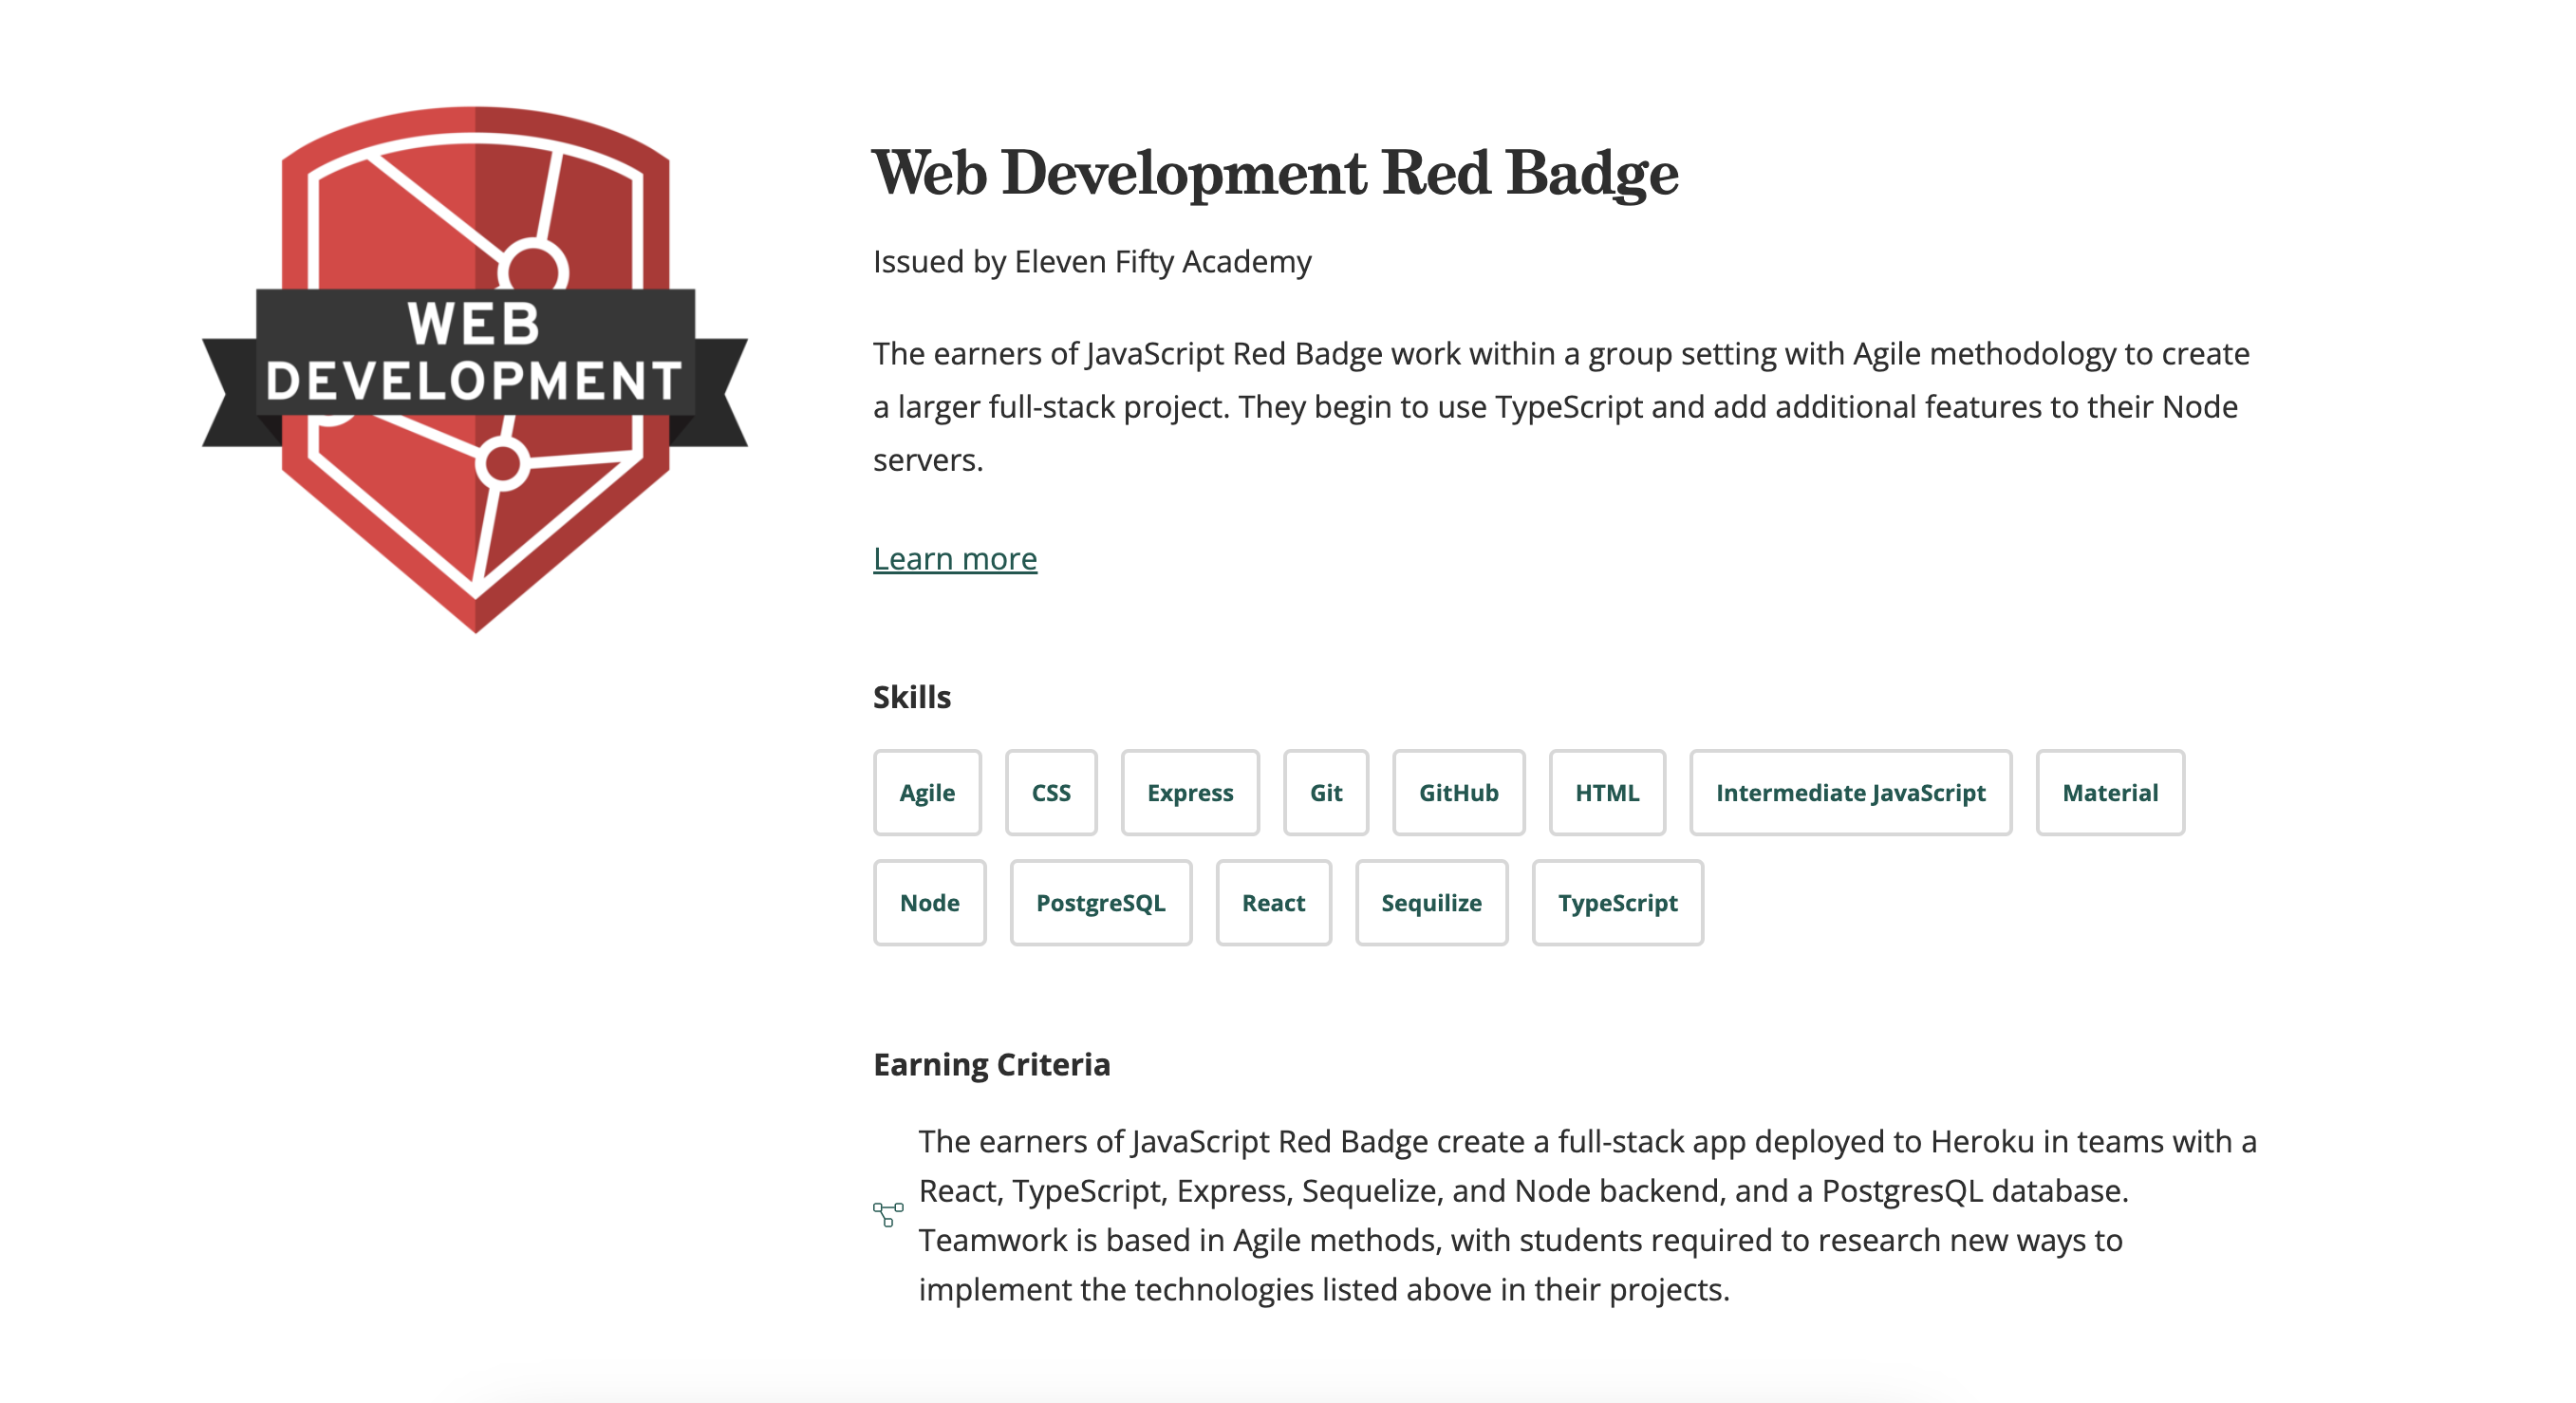 WEB
DEVELOPMENT
Web Development Red Badge
Issued by Eleven Fifty Academy
The earners of JavaScript Red Badge work within a group setting with Agile methodology to create
a larger full-stack project. They begin to use TypeScript and add additional features to their Node
servers.
Learn more
Skills
Agile CSS Express Git GitHub HTML Intermediate JavaScript Material
Node PostgreSQL React Sequilize TypeScript
Earning Criteria
The earners of JavaScript Red Badge create a full-stack app deployed to Heroku in teams with a
React, TypeScript, Express, Sequelize, and Node backend, and a PostgresQL database.
Teamwork is based in Agile methods, with students required to research new ways to
implement the technologies listed above in their projects.